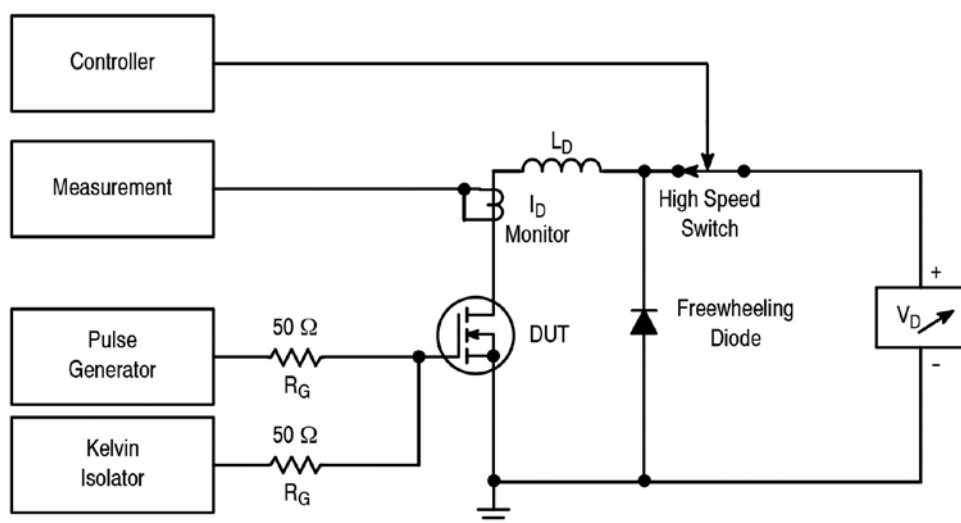 Controller
Measurement
L_D
I_D
Monitor
High Speed
Switch
+
V_D
-
Freewheeling
Diode
DUT
Pulse
Generator
50 Ω
R_G
Kelvin
Isolator
50 Ω
R_G